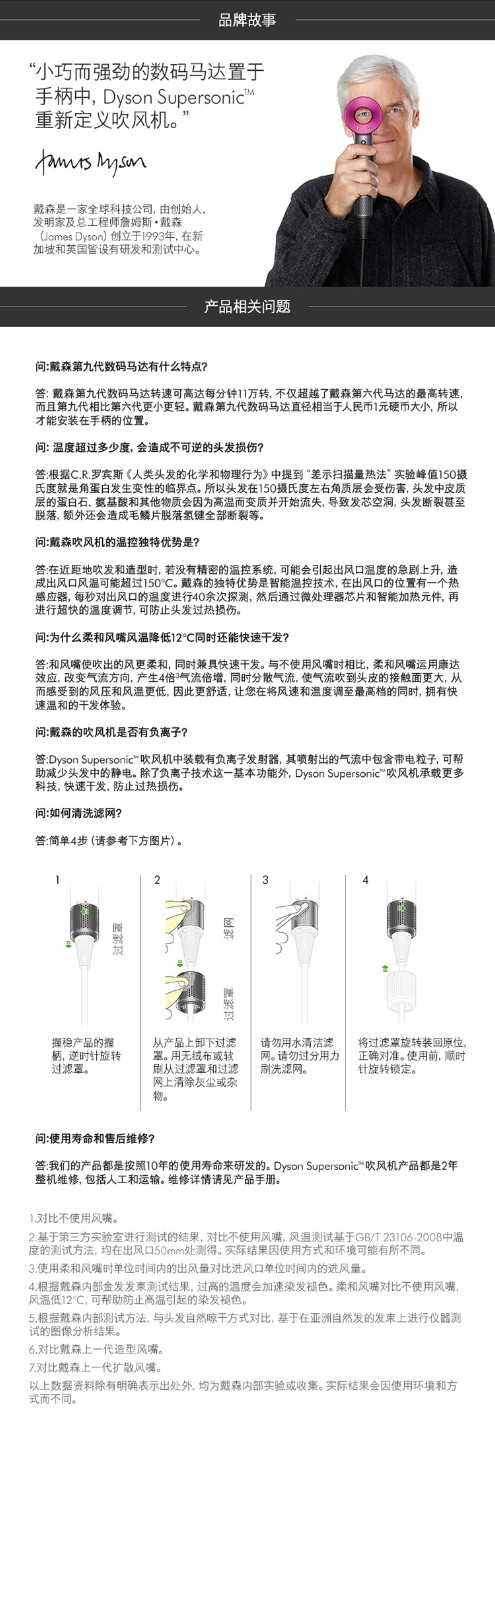 品牌故事
“小巧而强劲的数码马达置于
手柄中, Dyson Supersonic™
重新定义吹风机。”
James Dyson
戴森是一家全球科技公司, 由创始人、
发明家及总工程师詹姆斯·戴森
（James Dyson) 创立于1993年, 在新
加坡和英国皆设有研发和测试中心。
产品相关问题
问:戴森第九代数码马达有什么特点?
答: 戴森第九代数码马达转速可高达每分钟11万转, 不仅超越了戴森第六代马达的最高转速,
而且第九代相比第六代更小更轻。戴森第九代数码马达直径相当于人民币1元硬币大小, 所以
才能安装在手柄的位置。
问: 温度超过多少度, 会造成不可逆的头发损伤?
答:根据C.R.罗宾斯《人类头发的化学和物理行为》中提到 “差示扫描量热法” 实验峰值150摄
氏度就是角蛋白发生变性的临界点。所以头发在150摄氏度左右角质层会受伤害, 头发中皮质
层的蛋白石, 氨基酸和其他物质会因为高温而变质并开始流失, 导致发芯空洞, 头发断裂甚至
脱落, 额外还会造成毛鳞片脱落氢键全部断裂等。
问:戴森吹风机的温控独特优势是?
答:在近距地吹发和造型时, 若没有精密的温控系统, 可能会引起出风口温度的急剧上升, 造
成出风口风温可能超过150℃。戴森的独特优势是智能温控技术, 在出风口的位置有一个热
感应器, 每秒对出风口的温度进行40余次探测, 然后通过微处理器芯片和智能加热元件, 再
进行超快的温度调节, 可防止头发过热损伤。
问:为什么柔和风嘴风温降低12℃同时还能快速干发?
答:和风嘴使吹出的风更柔和, 同时兼具快速干发。与不使用风嘴时相比, 柔和风嘴运用康达
效应, 改变气流方向, 产生4倍³气流倍增, 同时分散气流, 使气流吹到头皮的接触面更大, 从
而感受到的风压和风温更低, 因此更舒适, 让您在将风速和温度调至最高档的同时, 拥有快
速温和的干发体验。
问:戴森的吹风机是否有负离子?
答:Dyson Supersonic™吹风机中装载有负离子发射器, 其喷射出的气流中包含带电粒子, 可帮
助减少头发中的静电。除了负离子技术这一基本功能外, Dyson Supersonic™吹风机承载更多
科技, 快速干发, 防止过热损伤。
问:如何清洗滤网?
答:简单4步 (请参考下方图片) 。
1
过滤罩
握稳产品的握
柄, 逆时针旋转
过滤罩。
2
滤网
过滤罩
从产品上卸下过滤
罩。用无绒布或软
刷从过滤罩和过滤
网上清除灰尘或杂
物。
3
请勿用水清洁滤
网。请勿过分用力
刷洗滤网。
4
将过滤罩旋转装回原位,
正确对准。使用前, 顺时
针旋转锁定。
问:使用寿命和售后维修?
答:我们的产品都是按照10年的使用寿命来研发的。Dyson Supersonic™吹风机产品都是2年
整机维修, 包括人工和运输。维修详情请见产品手册。
1.对比不使用风嘴。
2.基于第三方实验室进行测试的结果, 对比不使用风嘴, 风温测试基于GB/T 23106-2008中温
度的测试方法, 均在出风口50mm处测得。实际结果因使用方式和环境可能有所不同。
3.使用柔和风嘴时单位时间内的出风量对比进风口单位时间内的进风量。
4.根据戴森内部金发发束测试结果, 过高的温度会加速染发褪色。柔和风嘴对比不使用风嘴,
风温低12℃, 可帮助防止高温引起的染发褪色。
5.根据戴森内部测试方法, 与头发自然晾干方式对比, 基于在亚洲自然发的发束上进行仪器测
试的图像分析结果。
6.对比戴森上一代造型风嘴。
7.对比戴森上一代扩散风嘴。
以上数据资料除有明确表示出处外, 均为戴森内部实验或收集。实际结果会因使用环境和方
式而不同。